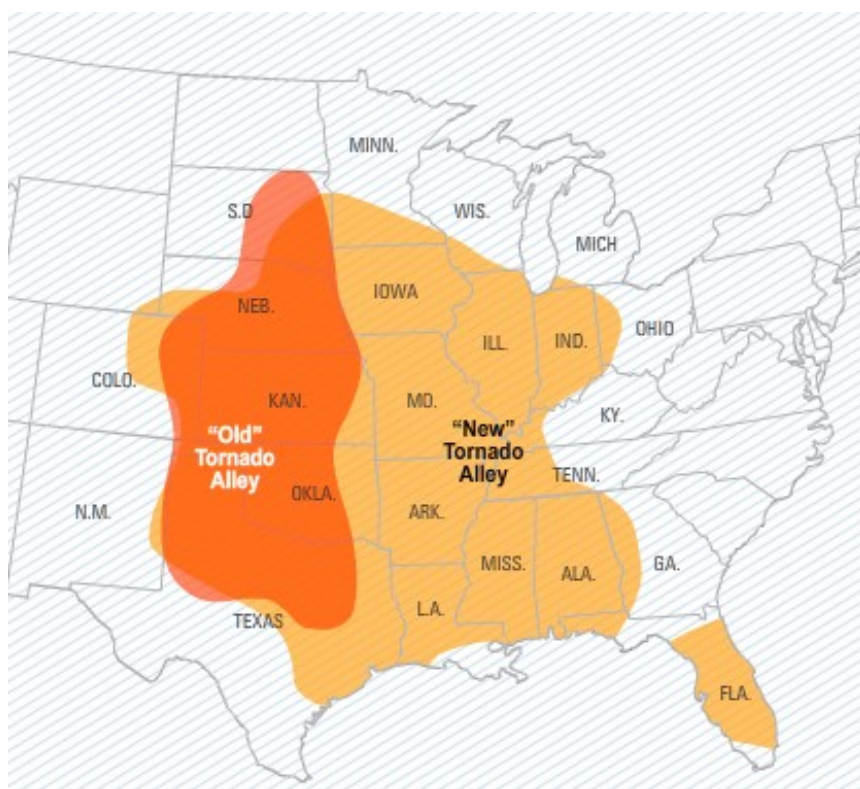 MINN.
S.D
WIS.
MICH
NEB.
IOWA
ILL.
IND.
OHIO
COLO.
KAN.
MO.
KY.
"Old"
Tornado
Alley
"New"
Tornado
Alley
TENN.
OKLA.
N.M.
ARK.
MISS.
ALA.
GA.
L.A.
TEXAS
FLA.